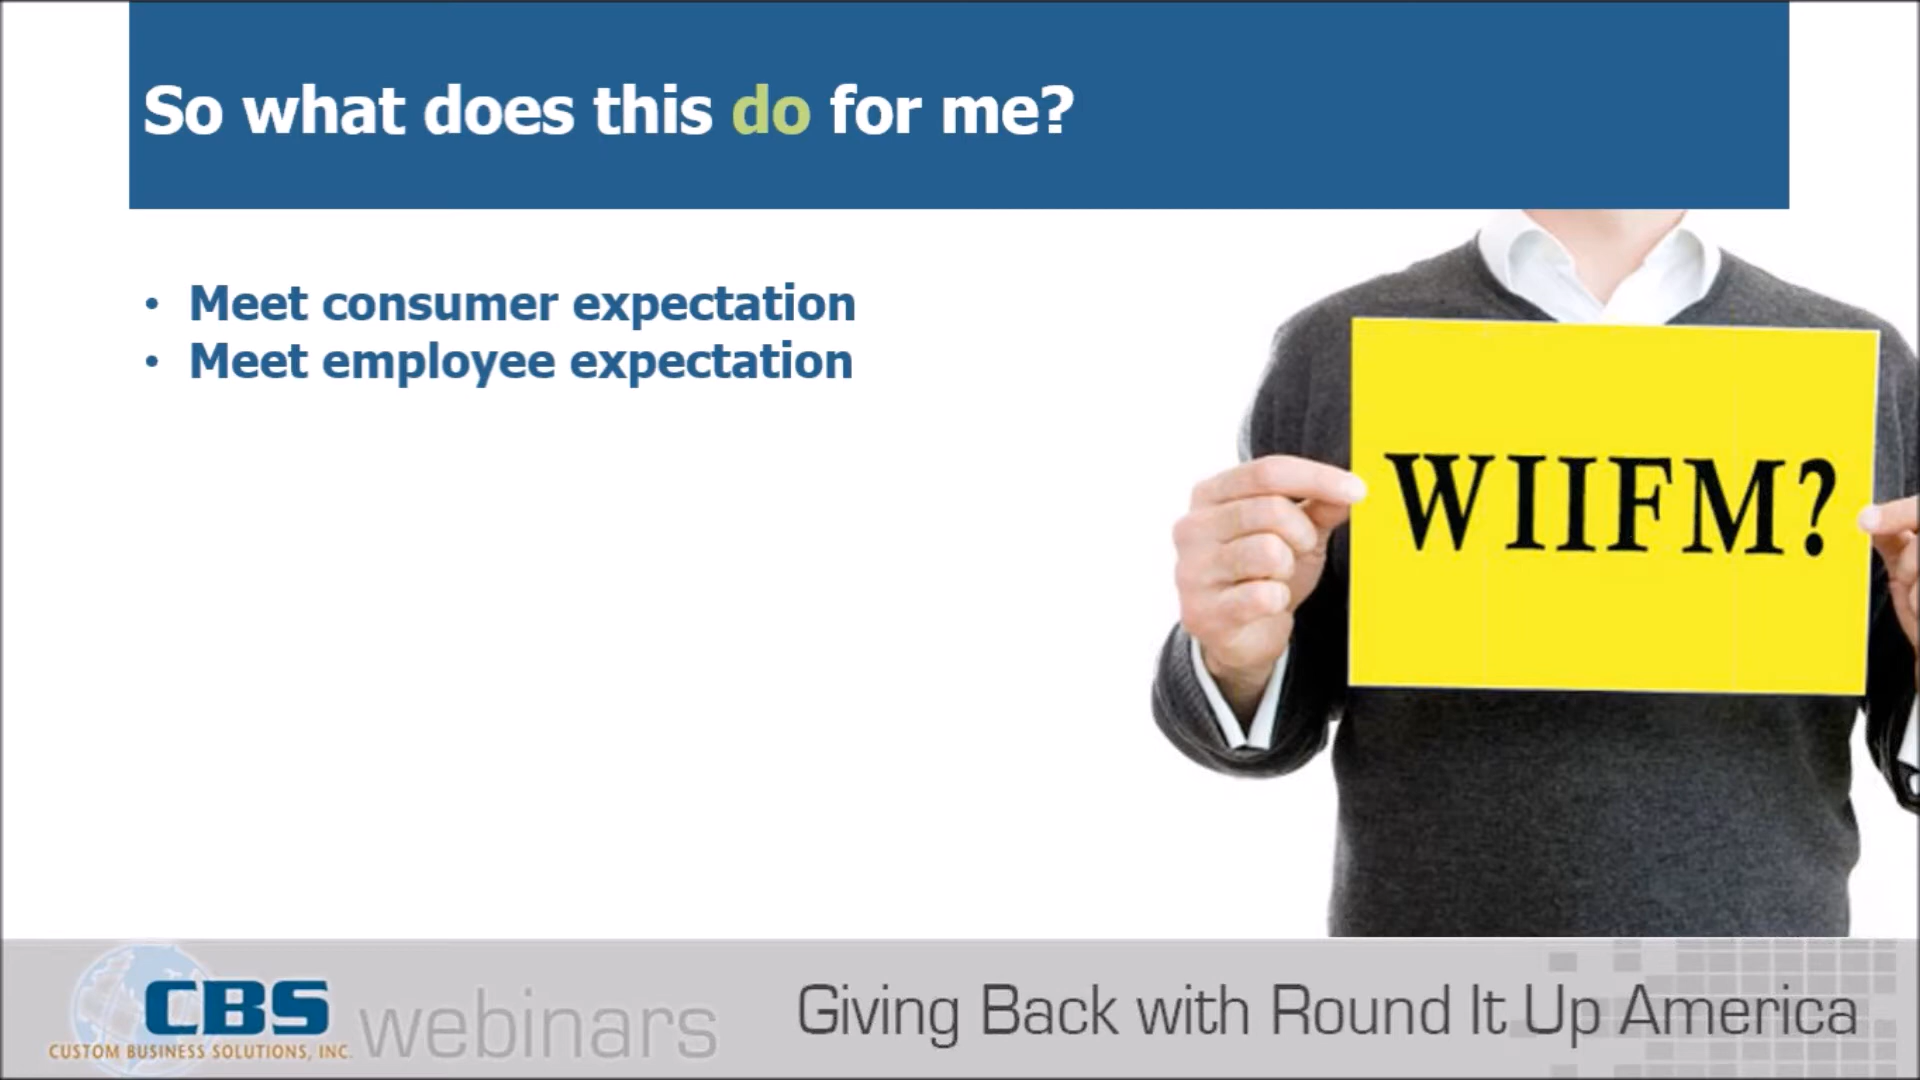 So what does this do for me?
• Meet consumer expectation
• Meet employee expectation
WIIFM?
CBS webinars
CUSTOM BUSINESS SOLUTIONS, INC.
Giving Back with Round It Up America